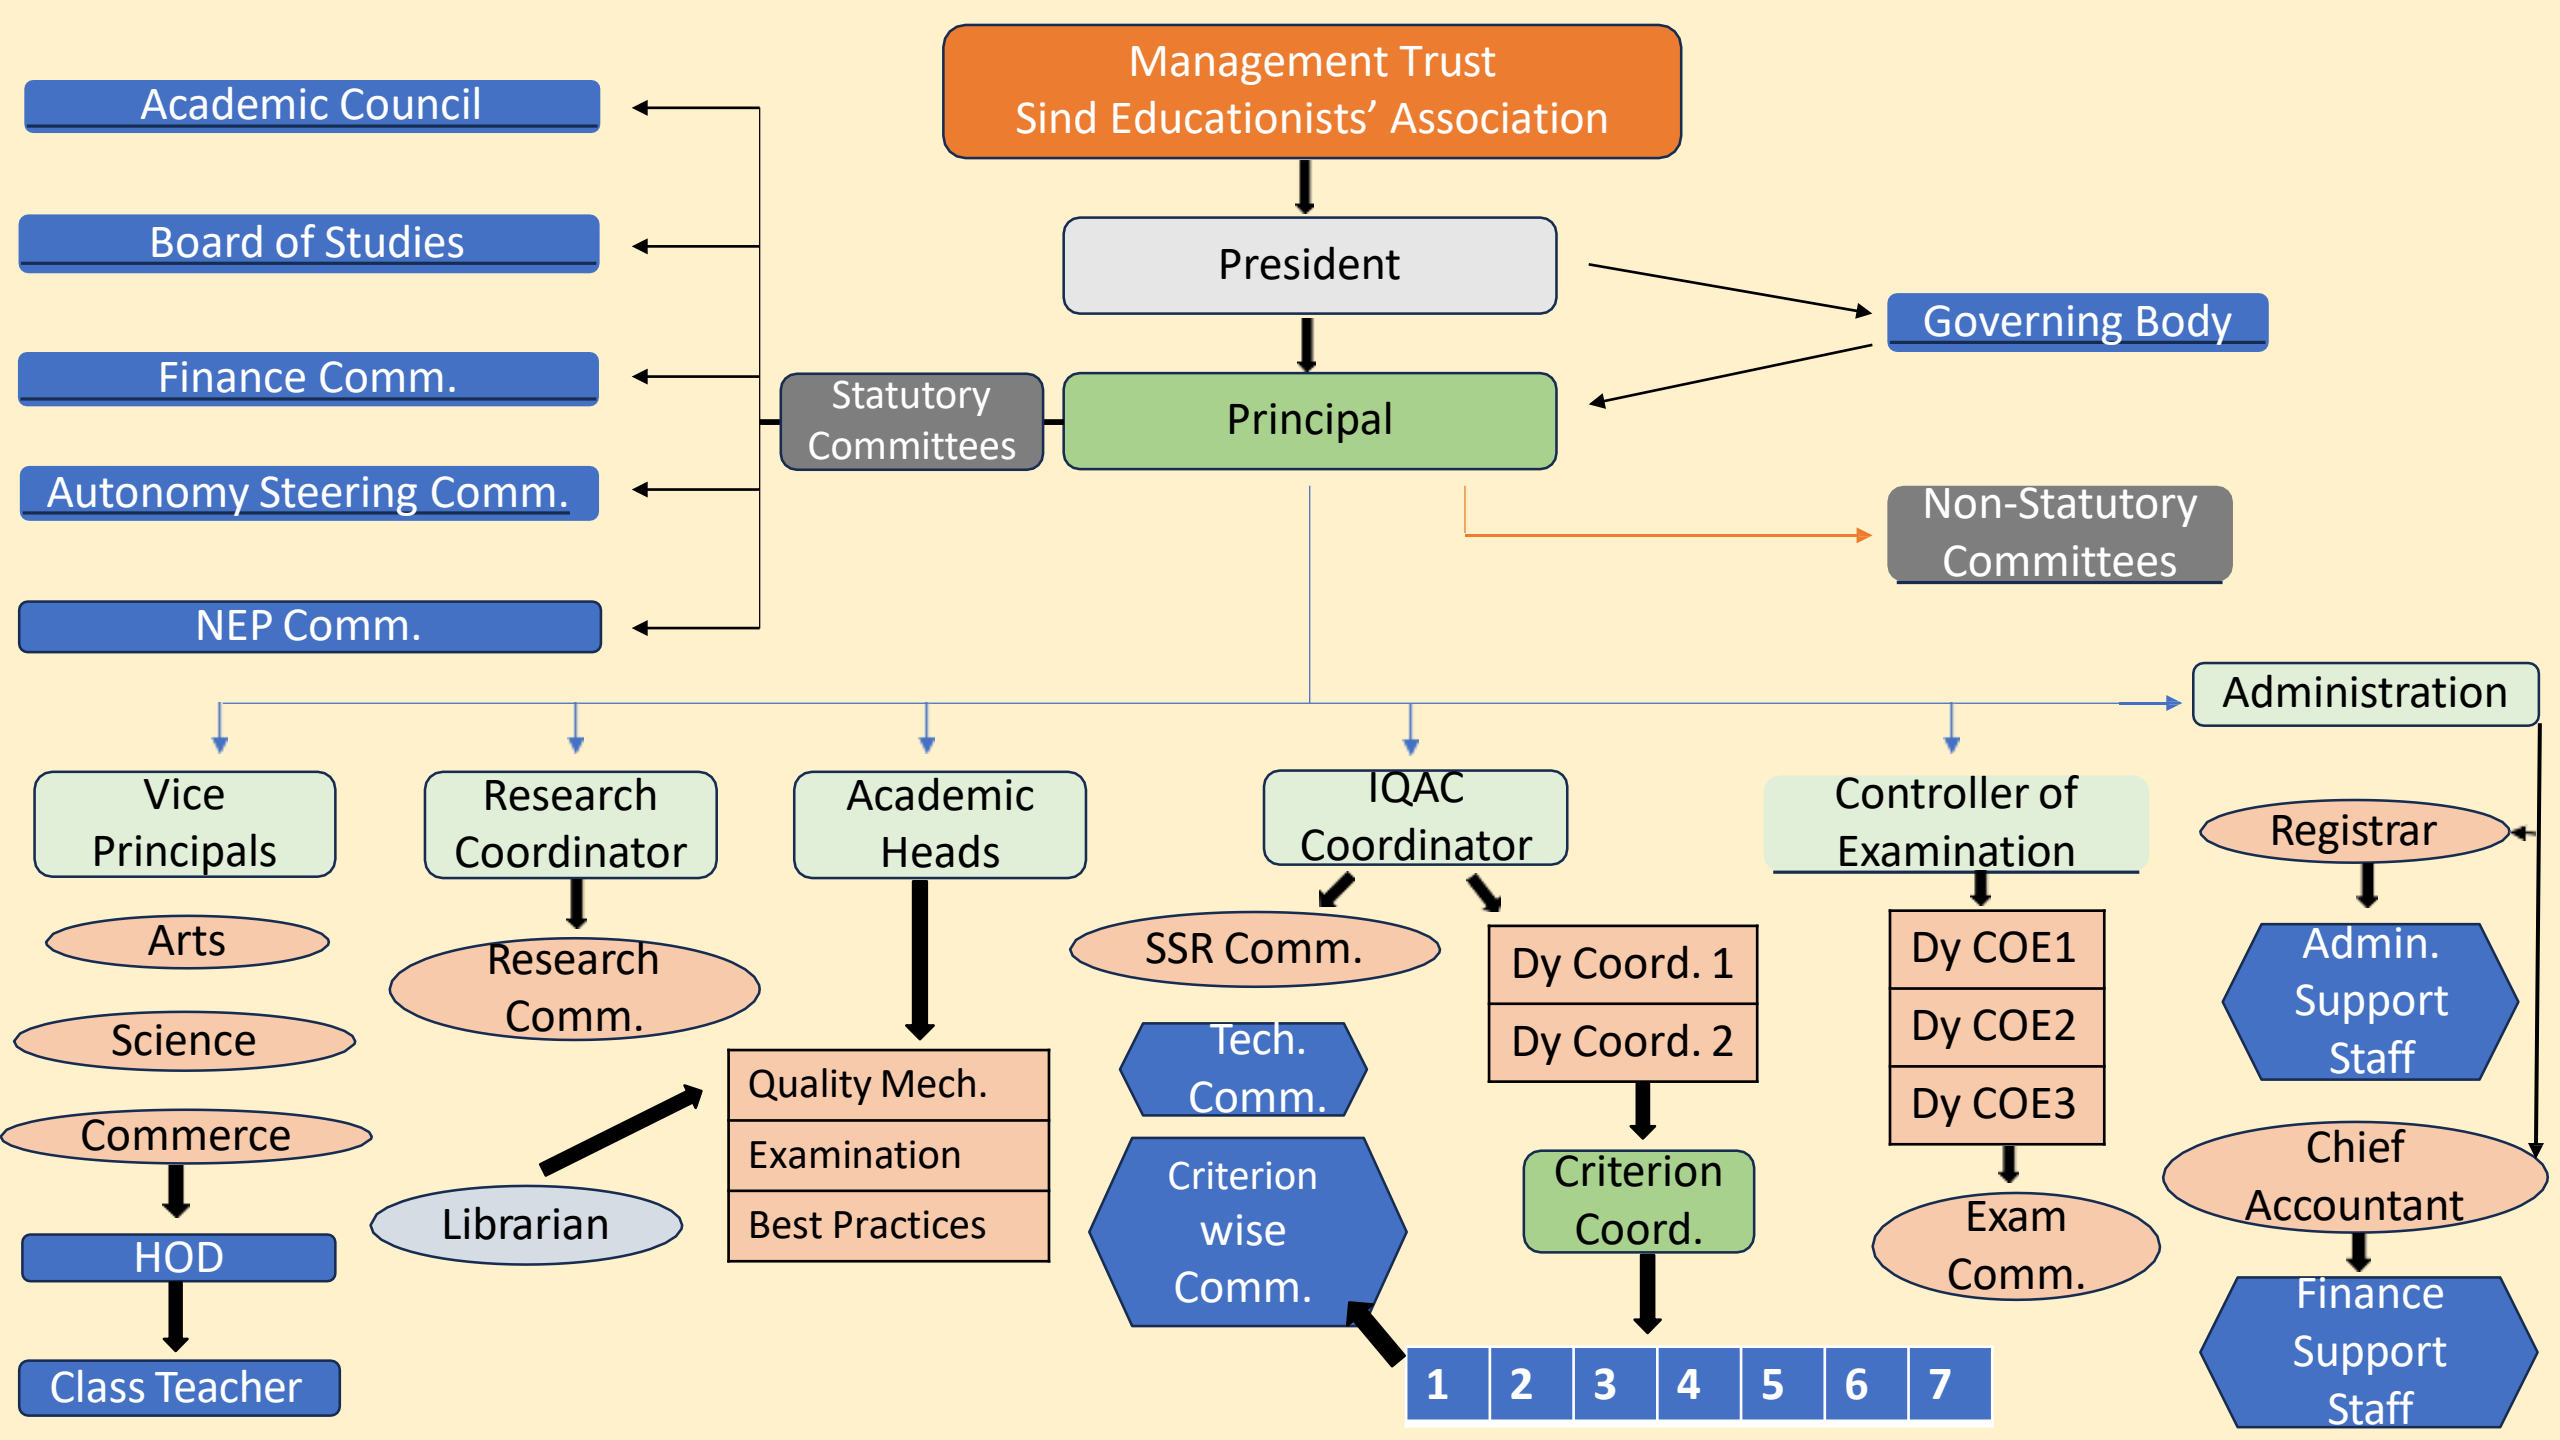 Management Trust
Sind Educationists’ Association
Academic Council
Board of Studies
President
Governing Body
Finance Comm.
Statutory
Committees
Principal
Autonomy Steering Comm.
Non-Statutory
Committees
NEP Comm.
Administration
Vice
Principals
Research
Coordinator
Academic
Heads
IQAC
Coordinator
Controller of
Examination
Registrar
Arts
Science
Commerce
HOD
Class Teacher
Research
Comm.
Librarian
Quality Mech.
Examination
Best Practices
SSR Comm.
Tech.
Comm.
Criterion
wise
Comm.
Dy Coord. 1
Dy Coord. 2
Criterion
Coord.
1 2 3 4 5 6 7
Dy COE1
Dy COE2
Dy COE3
Exam
Comm.
Admin.
Support
Staff
Chief
Accountant
Finance
Support
Staff